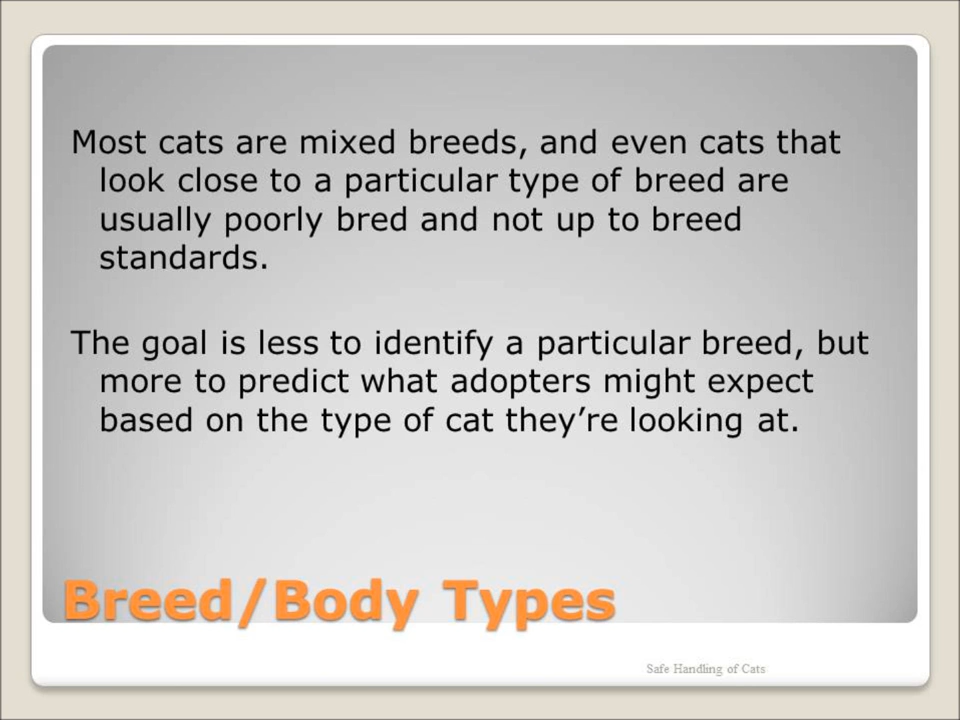 Most cats are mixed breeds, and even cats that
look close to a particular type of breed are
usually poorly bred and not up to breed
standards.
The goal is less to identify a particular breed, but
more to predict what adopters might expect
based on the type of cat they’re looking at.
Breed/Body Types
Safe Handling of Cats